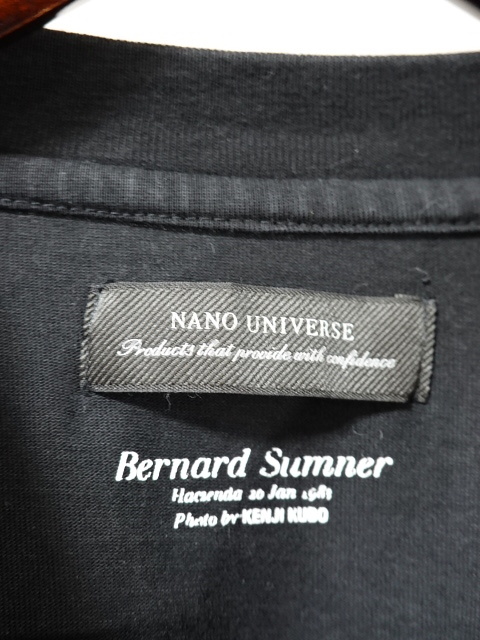 NANO UNIVERSE
Products that provide with confidence
Bernard Sumner
Hacienda 20 Jan 1983
Photo by KENJI KUBO